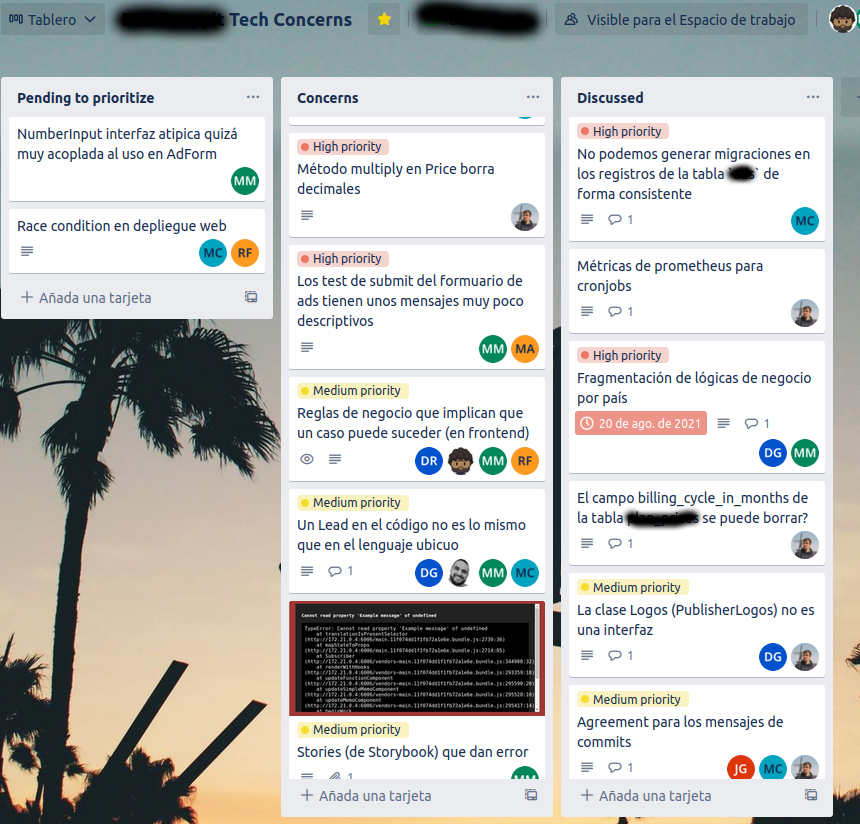 Tablero
Tech Concerns
Visible para el Espacio de trabajo
Pending to prioritize
NumberInput interfaz atipica quizá
muy acoplada al uso en AdForm
MM
Race condition en depliegue web
MC RF
Añada una tarjeta
Concerns
High priority
Método multiply en Price borra
decimales
High priority
Los test de submit del formuario de
ads tienen unos mensajes muy poco
descriptivos
MM MA
Medium priority
Reglas de negocio que implican que
un caso puede suceder (en frontend)
DR MM RF
Medium priority
Un Lead en el código no es lo mismo
que en el lenguaje ubicuo
1 DG MM MC
Cannot read property 'Example message' of undefined
TypeError: Cannot read property 'Example message' of undefined
at translationIsPresentSelector
(http://172.21.0.4:6006/main.11f074dd1f1fb72a1e6e.bundle.js:2739:36)
at mapStateToProps
(http://172.21.0.4:6006/main.11f074dd1f1fb72a1e6e.bundle.js:2714:85)
at Subscriber
(http://172.21.0.4:6006/vendors~main.11f074dd1f1fb72a1e6e.bundle.js:344908:32)
at renderWithHooks
(http://172.21.0.4:6006/vendors~main.11f074dd1f1fb72a1e6e.bundle.js:293359:18)
at updateFunctionComponent
(http://172.21.0.4:6006/vendors~main.11f074dd1f1fb72a1e6e.bundle.js:295590:20)
at updateSimpleMemoComponent
(http://172.21.0.4:6006/vendors~main.11f074dd1f1fb72a1e6e.bundle.js:295528:10)
at updateMemoComponent
(http://172.21.0.4:6006/vendors~main.11f074dd1f1fb72a1e6e.bundle.js:295417:14)
at beginWork
Medium priority
Stories (de Storybook) que dan error
1 MM
Añada una tarjeta
Discussed
High priority
No podemos generar migraciones en
los registros de la tabla ` ` de
forma consistente
1 MC
Métricas de prometheus para
cronjobs
1
High priority
Fragmentación de lógicas de negocio
por país
20 de ago. de 2021 1
DG MM
El campo billing_cycle_in_months de
la tabla se puede borrar?
1
Medium priority
La clase Logos (PublisherLogos) no es
una interfaz
1 DG
Medium priority
Agreement para los mensajes de
commits
1 JG MC
Añada una tarjeta